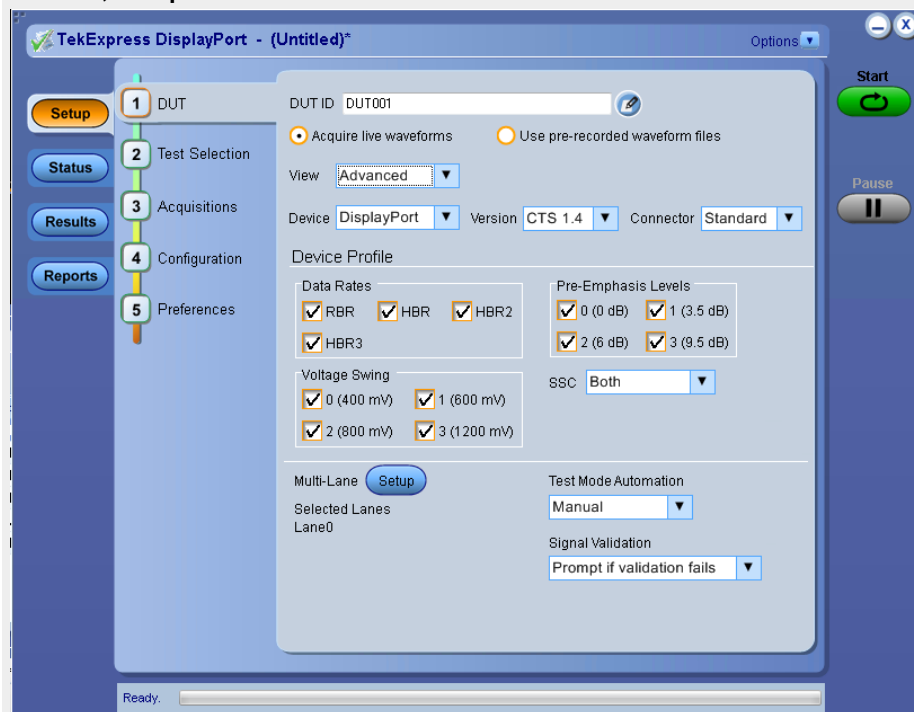 TekExpress DisplayPort - (Untitled)*
Options
Start
Pause
Setup
Status
Results
Reports
1 DUT
2 Test Selection
3 Acquisitions
4 Configuration
5 Preferences
DUT ID DUT001
Acquire live waveforms Use pre-recorded waveform files
View Advanced
Device DisplayPort Version CTS 1.4 Connector Standard
Device Profile
Data Rates
RBR HBR HBR2
HBR3
Pre-Emphasis Levels
0 (0 dB) 1 (3.5 dB)
2 (6 dB) 3 (9.5 dB)
Voltage Swing
0 (400 mV) 1 (600 mV)
2 (800 mV) 3 (1200 mV)
SSC Both
Multi-Lane Setup
Selected Lanes
Lane0
Test Mode Automation
Manual
Signal Validation
Prompt if validation fails
Ready.